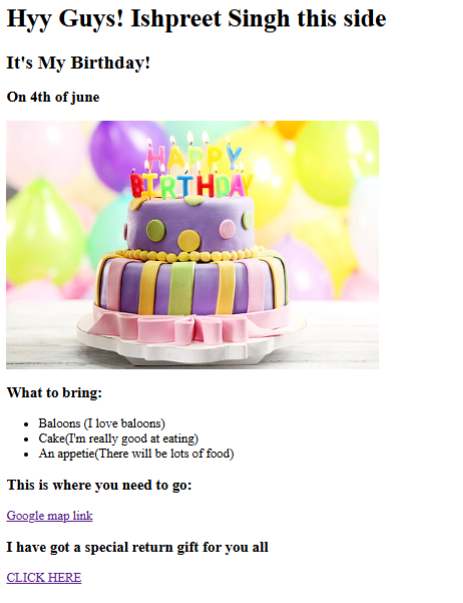 Hyy Guys! Ishpreet Singh this side
It's My Birthday!
On 4th of june
HAPPY
BIRTHDAY
What to bring:
Baloons (I love baloons)
Cake(I'm really good at eating)
An appetie(There will be lots of food)
This is where you need to go:
Google map link
I have got a special return gift for you all
CLICK HERE